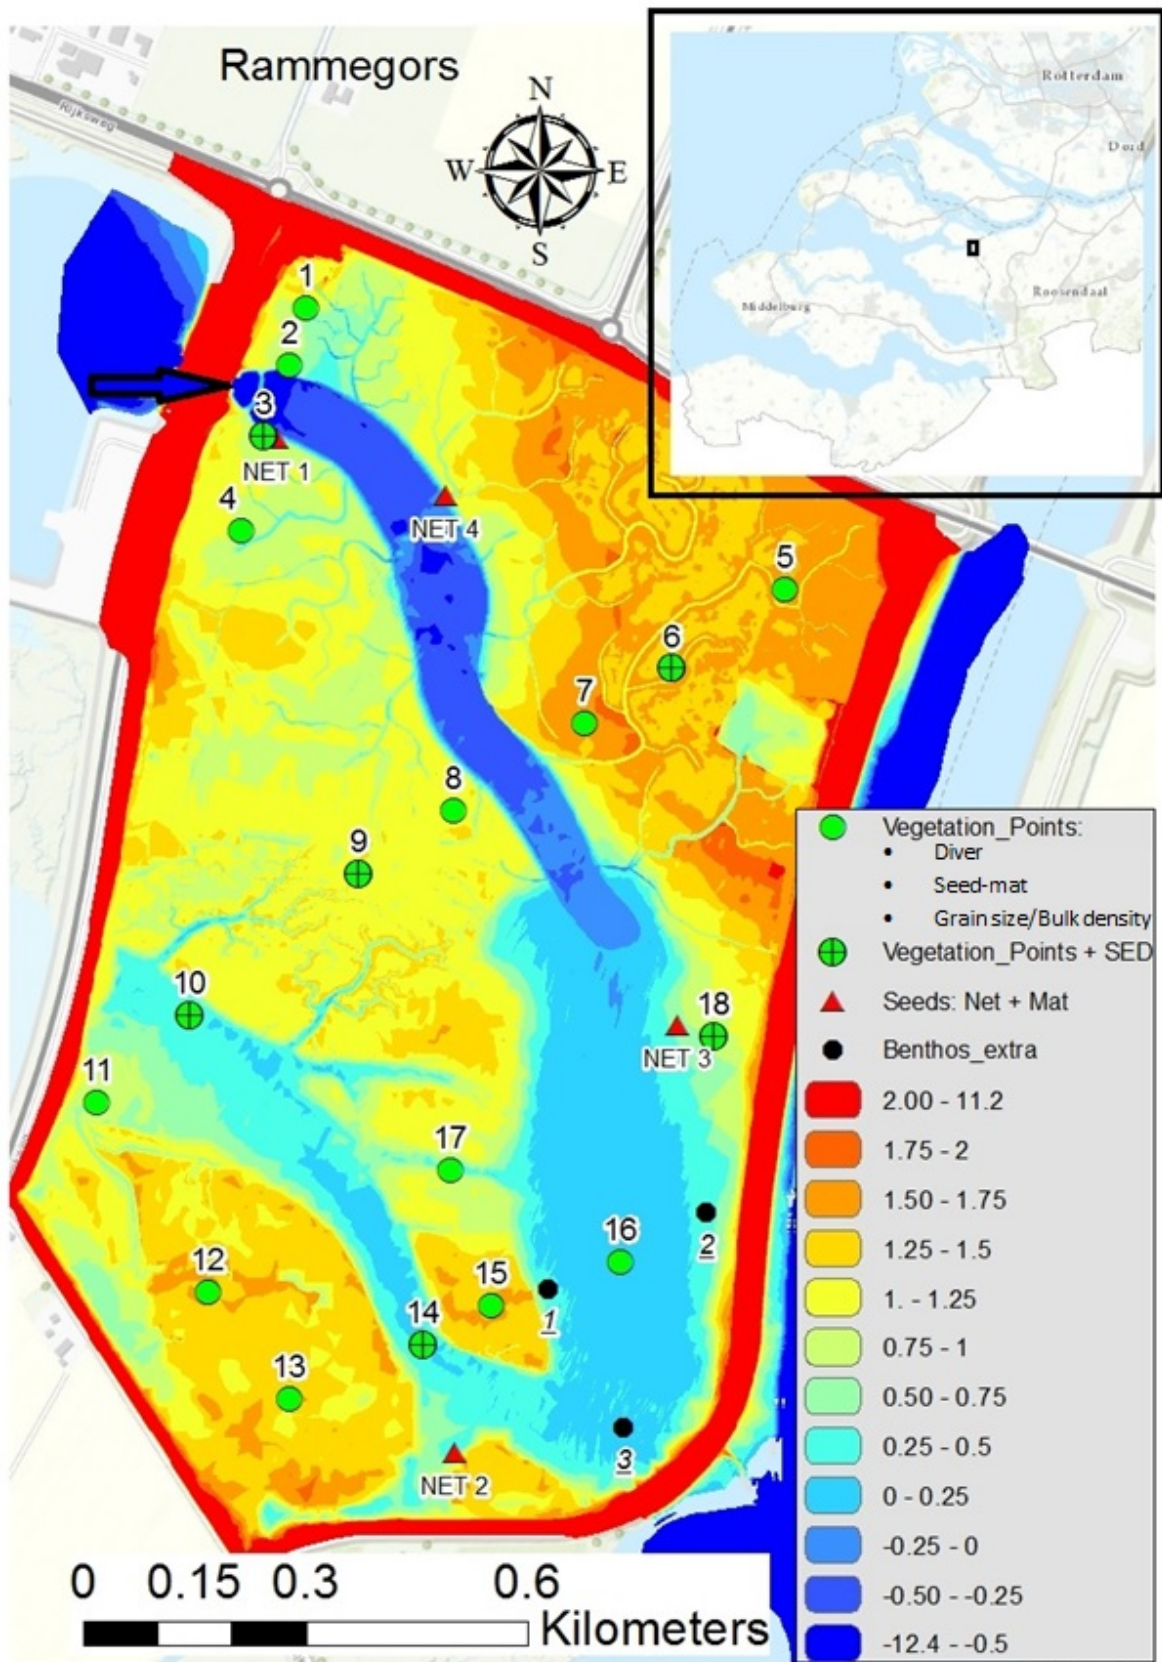 Rammegors
Rijksweg
N
W E
S
Rotterdam
Dord
Middelburg
Roosendaal
1
2
3
NET 1
4
NET 4
5
6
7
8
9
10
11
18
NET 3
17
2
16
12
15
1
14
13
3
NET 2
Vegetation_Points:
• Diver
• Seed-mat
• Grain size/Bulk density
Vegetation_Points + SED
Seeds: Net + Mat
Benthos_extra
2.00 - 11.2
1.75 - 2
1.50 - 1.75
1.25 - 1.5
1. - 1.25
0.75 - 1
0.50 - 0.75
0.25 - 0.5
0 - 0.25
-0.25 - 0
-0.50 - -0.25
-12.4 - -0.5
0 0.15 0.3 0.6
Kilometers